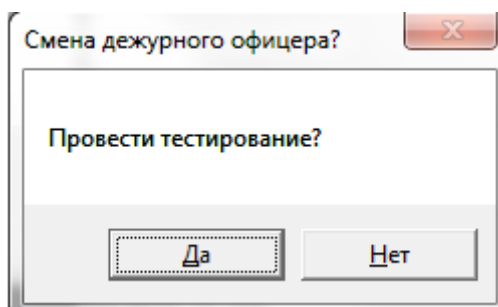 Смена дежурного офицера?
Провести тестирование?
Да
Нет